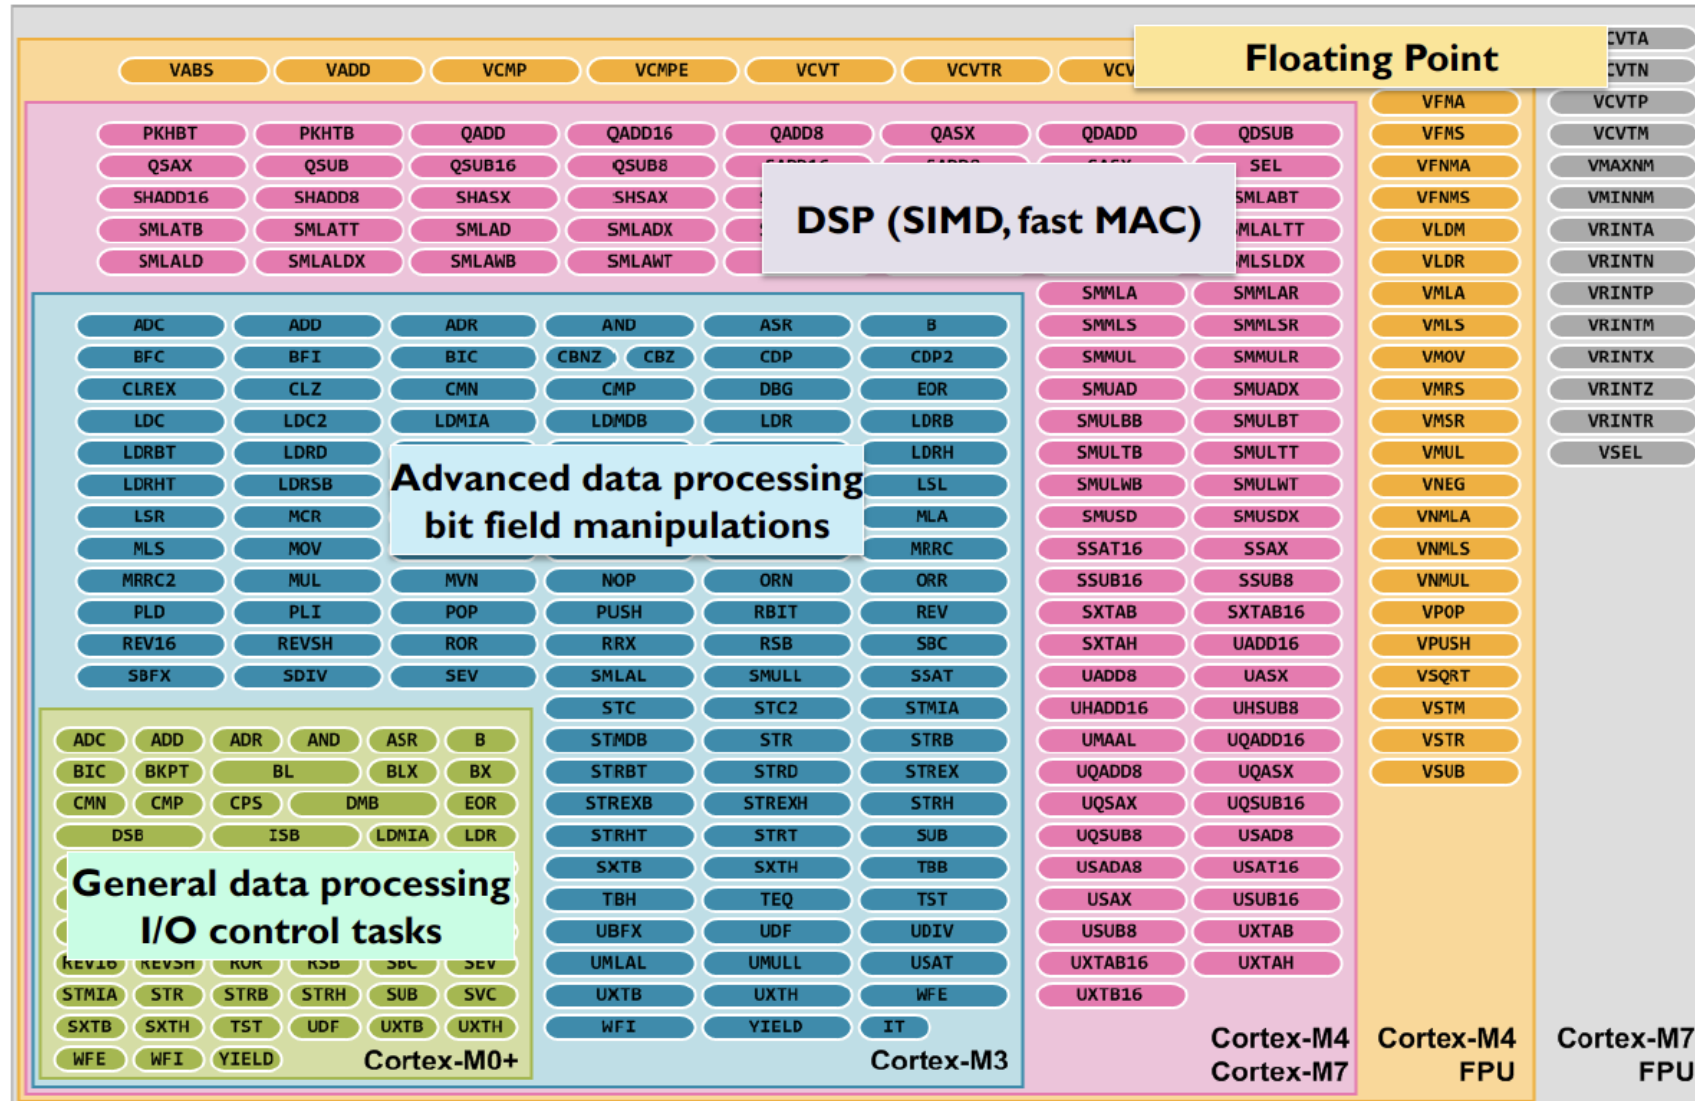 Floating Point
CVTA
VABS VADD VCMP VCMPE VCVT VCVTR VCV CVTN
VFMA VCVTP
PKHBT PKHTB QADD QADD16 QADD8 QASX QDADD QDSUB VFMS VCVTM
QSAX QSUB QSUB16 QSUB8 SEL VFNMA VMAXNM
SHADD16 SHADD8 SHASX SHSAX SMLABT VFNMS VMINNM
DSP (SIMD, fast MAC)
SMLATB SMLATT SMLAD SMLADX MLALTT VLDM VRINTA
SMLALD SMLALDX SMLAWB SMLAWT MLSLDX VLDR VRINTN
SMMLA SMMLAR VMLA VRINTP
ADC ADD ADR AND ASR B SMMLS SMMLSR VMLS VRINTM
BFC BFI BIC CBNZ CBZ CDP CDP2 SMMUL SMMULR VMOV VRINTX
CLREX CLZ CMN CMP DBG EOR SMUAD SMUADX VMRS VRINTZ
LDC LDC2 LDMIA LDMDB LDR LDRB SMULBB SMULBT VMSR VRINTR
LDRBT LDRD LDRH SMULTB SMULTT VMUL VSEL
Advanced data processing
LDRHT LDRSB LSL SMULWB SMULWT VNEG
bit field manipulations
LSR MCR MLA SMUSD SMUSDX VNMLA
MLS MOV MRRC SSAT16 SSAX VNMLS
MRRC2 MUL MVN NOP ORN ORR SSUB16 SSUB8 VNMUL
PLD PLI POP PUSH RBIT REV SXTAB SXTAB16 VPOP
REV16 REVSH ROR RRX RSB SBC SXTAH UADD16 VPUSH
SBFX SDIV SEV SMLAL SMULL SSAT UADD8 UASX VSQRT
STC STC2 STMIA UHADD16 UHSUB8 VSTM
ADC ADD ADR AND ASR B STMDB STR STRB UMAAL UQADD16 VSTR
BIC BKPT BL BLX BX STRBT STRD STREX UQADD8 UQASX VSUB
CMN CMP CPS DMB EOR STREXB STREXH STRH UQSAX UQSUB16
DSB ISB LDMIA LDR STRHT STRT SUB UQSUB8 USAD8
SXTB SXTH TBB USADA8 USAT16
General data processing
TBH TEQ TST USAX USUB16
I/O control tasks
UBFX UDF UDIV USUB8 UXTAB
REV16 REVSH ROR RSB SBC SEV UMLAL UMULL USAT UXTAB16 UXTAH
STMIA STR STRB STRH SUB SVC UXTB UXTH WFE UXTB16
SXTB SXTH TST UDF UXTB UXTH WFI YIELD IT
WFE WFI YIELD Cortex-M0+ Cortex-M3
Cortex-M4 Cortex-M4 Cortex-M7
Cortex-M7 FPU FPU